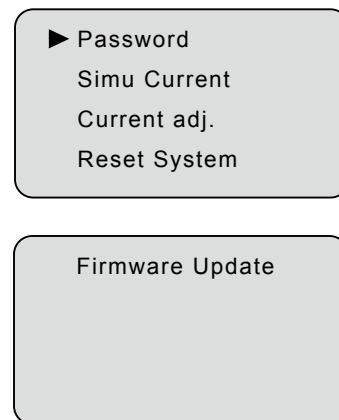 ▶ Password
Simu Current
Current adj.
Reset System
Firmware Update